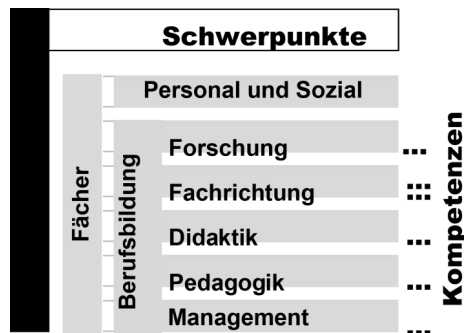 Schwerpunkte
Personal und Sozial
Fächer
Berufsbildung
Forschung
Fachrichtung
Didaktik
Pedagogik
Management
Kompetenzen